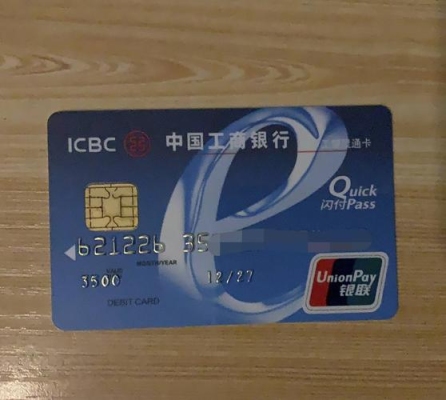 ICBC 中国工商银行
Quick
闪付Pass
621226 35
MONTH/YEAR
3500 12/27
DEBIT CARD
UnionPay
银联